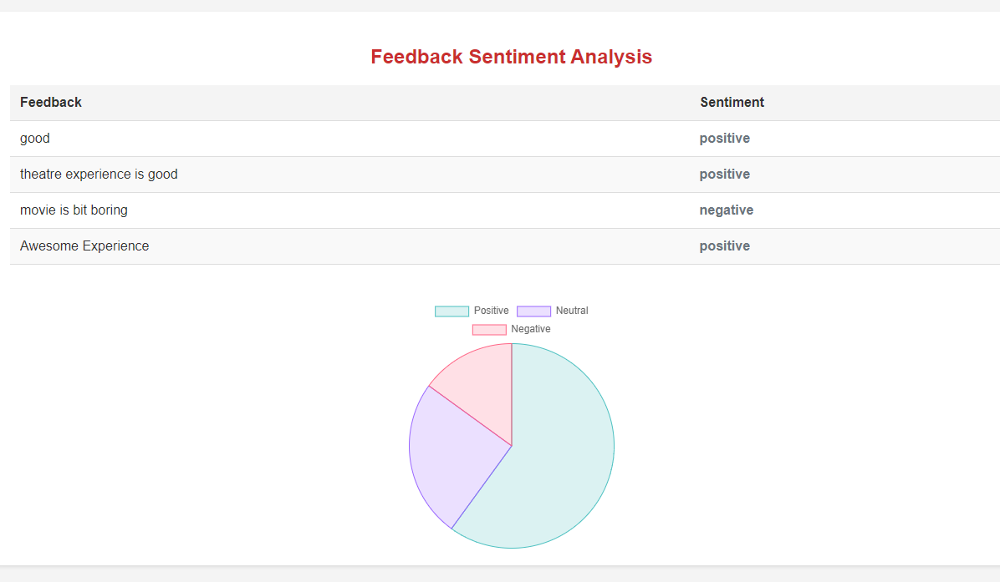 Feedback Sentiment Analysis
Feedback Sentiment
good positive
theatre experience is good positive
movie is bit boring negative
Awesome Experience positive
Positive Neutral
Negative